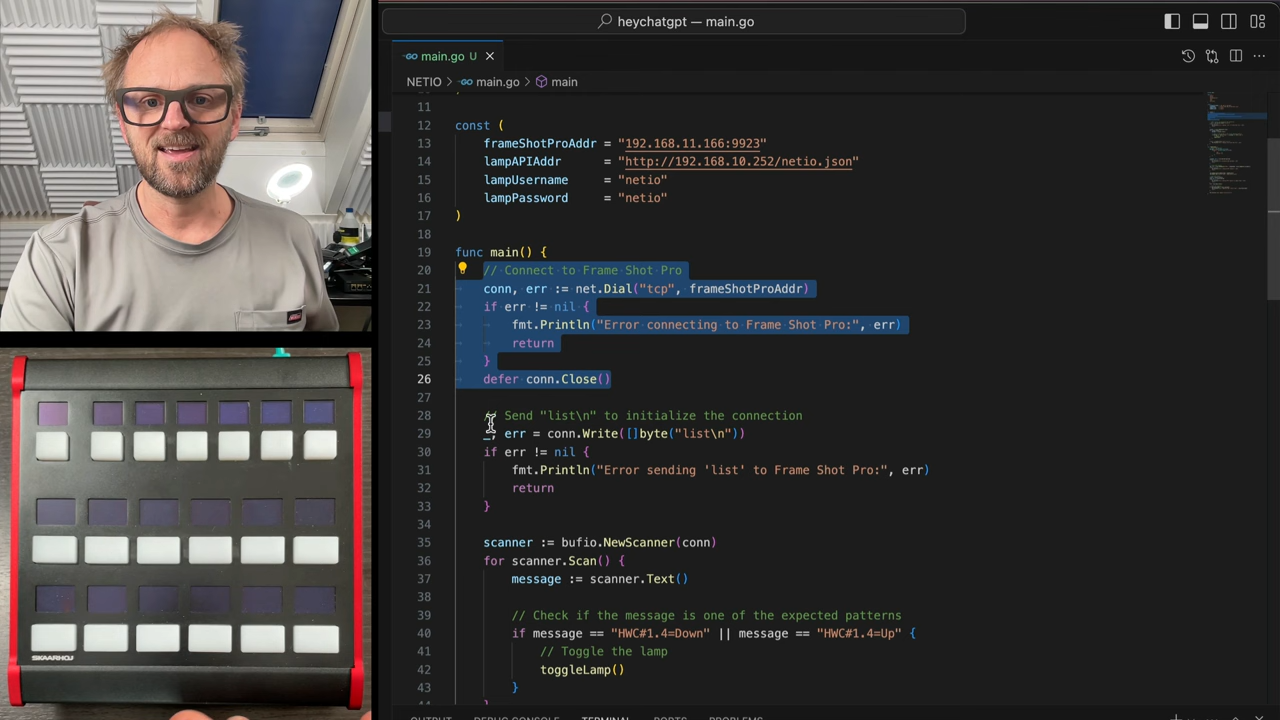 heychatgpt — main.go
main.go U
NETIO > main.go > main
11
12 const (
13 frameShotProAddr = "192.168.11.166:9923"
14 lampAPIAddr = "http://192.168.10.252/netio.json"
15 lampUsername = "netio"
16 lampPassword = "netio"
17 )
18
19 func main() {
20 // Connect to Frame Shot Pro
21 conn, err := net.Dial("tcp", frameShotProAddr)
22 if err != nil {
23 fmt.Println("Error connecting to Frame Shot Pro:", err)
24 return
25 }
26 defer conn.Close()
27
28 // Send "list\n" to initialize the connection
29 _, err = conn.Write([]byte("list\n"))
30 if err != nil {
31 fmt.Println("Error sending 'list' to Frame Shot Pro:", err)
32 return
33 }
34
35 scanner := bufio.NewScanner(conn)
36 for scanner.Scan() {
37 message := scanner.Text()
38
39 // Check if the message is one of the expected patterns
40 if message == "HWC#1.4=Down" || message == "HWC#1.4=Up" {
41 // Toggle the lamp
42 toggleLamp()
43 }
OUTPUT DEBUG CONSOLE TERMINAL PORTS PROBLEMS
SKAARHOJ